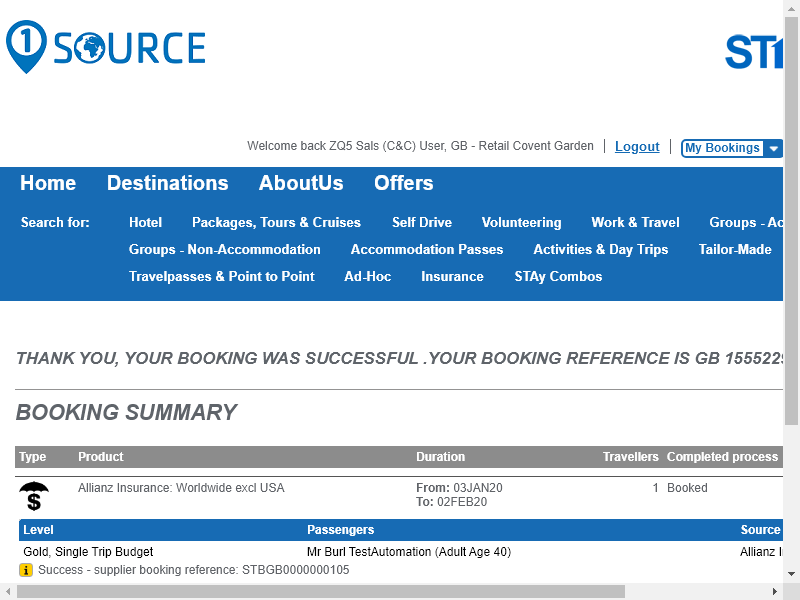 1 SOURCE
Welcome back ZQ5 Sals (C&C) User, GB - Retail Covent Garden | Logout | My Bookings
Home Destinations AboutUs Offers
Search for: Hotel Packages, Tours & Cruises Self Drive Volunteering Work & Travel Groups -
Groups - Non-Accommodation Accommodation Passes Activities & Day Trips Tailor-Made
Travelpasses & Point to Point Ad-Hoc Insurance STAy Combos
THANK YOU, YOUR BOOKING WAS SUCCESSFUL .YOUR BOOKING REFERENCE IS GB 1555229
BOOKING SUMMARY
Type Product Duration Travellers Completed process
Allianz Insurance: Worldwide excl USA From: 03JAN20 1 Booked
To: 02FEB20
Level Passengers Source
Gold, Single Trip Budget Mr Burl TestAutomation (Adult Age 40) Allianz
Success - supplier booking reference: STBGB0000000105